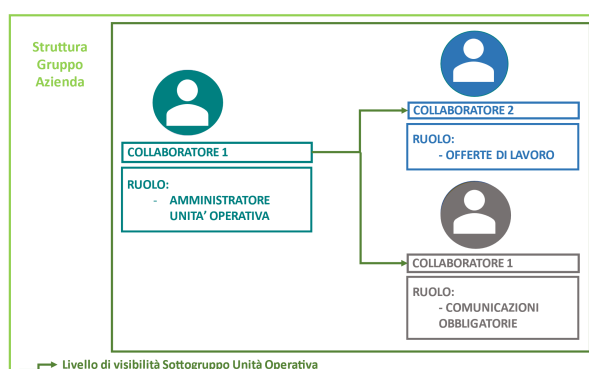 Struttura
Gruppo
Azienda
COLLABORATORE 1
RUOLO:
- AMMINISTRATORE
UNITA’ OPERATIVA
COLLABORATORE 2
RUOLO:
- OFFERTE DI LAVORO
COLLABORATORE 1
RUOLO:
- COMUNICAZIONI
OBBLIGATORIE
Livello di visibilità Sottogruppo Unità Operativa